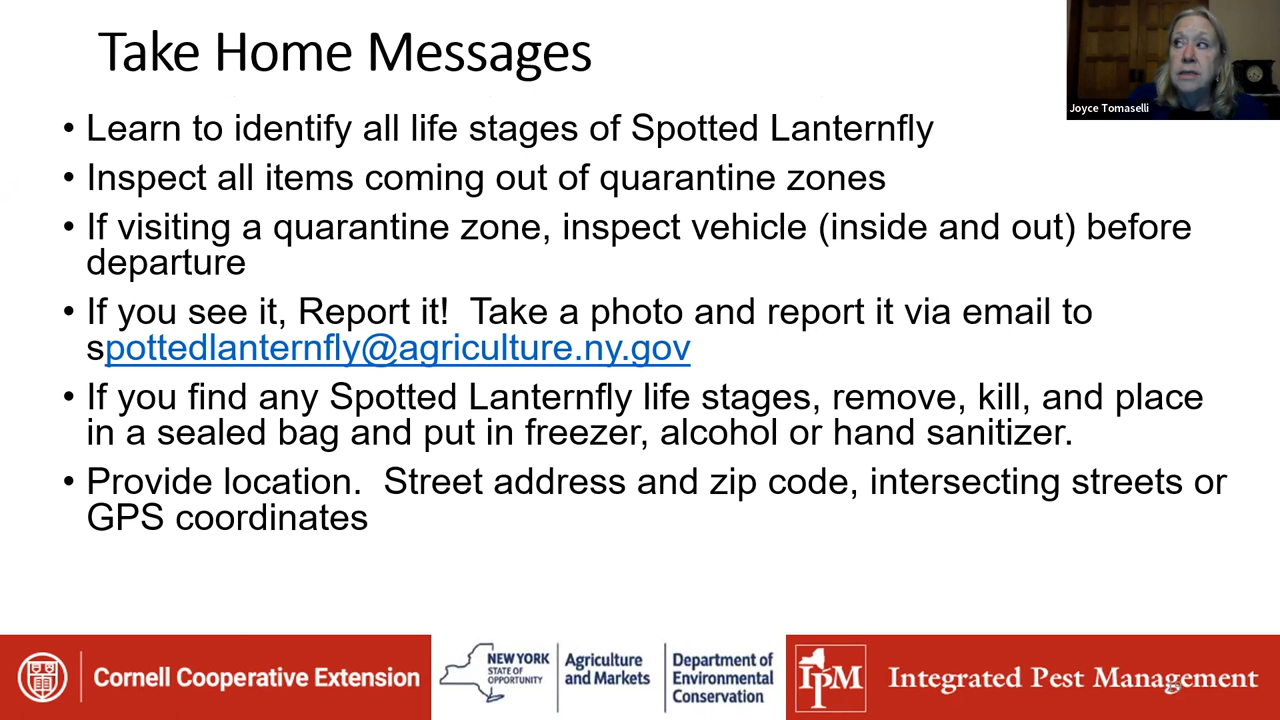 Take Home Messages
Joyce Tomaselli
• Learn to identify all life stages of Spotted Lanternfly
• Inspect all items coming out of quarantine zones
• If visiting a quarantine zone, inspect vehicle (inside and out) before
departure
• If you see it, Report it!  Take a photo and report it via email to
spottedlanternfly@agriculture.ny.gov
• If you find any Spotted Lanternfly life stages, remove, kill, and place
in a sealed bag and put in freezer, alcohol or hand sanitizer.
• Provide location.  Street address and zip code, intersecting streets or
GPS coordinates
Cornell Cooperative Extension
NEW YORK
STATE OF
OPPORTUNITY
Agriculture
and Markets
Department of
Environmental
Conservation
IPM
Integrated Pest Management